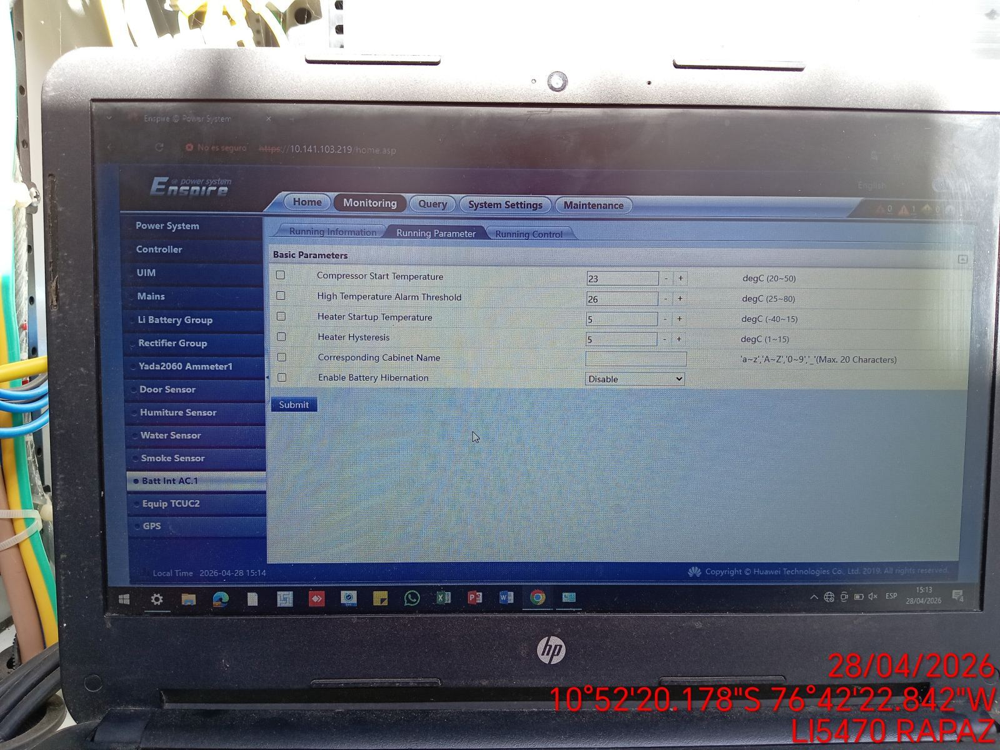 Enspire @ Power System
No es seguro https://10.141.103.219/home.asp
Enspire @ power system
English
Home Monitoring Query System Settings Maintenance
0 1 0
Power System
Controller
UIM
Mains
Li Battery Group
Rectifier Group
Yada2060 Ammeter1
Door Sensor
Humiture Sensor
Water Sensor
Smoke Sensor
Batt Int AC.1
Equip TCUC2
GPS
Running Information Running Parameter Running Control
Basic Parameters
Compressor Start Temperature 23 - + degC (20~50)
High Temperature Alarm Threshold 26 - + degC (25~80)
Heater Startup Temperature 5 - + degC (-40~15)
Heater Hysteresis 5 - + degC (1~15)
Corresponding Cabinet Name 'a~z','A~Z','0~9','_'(Max. 20 Characters)
Enable Battery Hibernation Disable
Submit
Local Time 2026-04-28 15:14
Copyright © Huawei Technologies Co., Ltd. 2019. All rights reserved.
ESP 15:13
28/04/2026
4
hp
28/04/2026
10°52'20.178"S 76°42'22.842"W
LI5470 RAPAZ